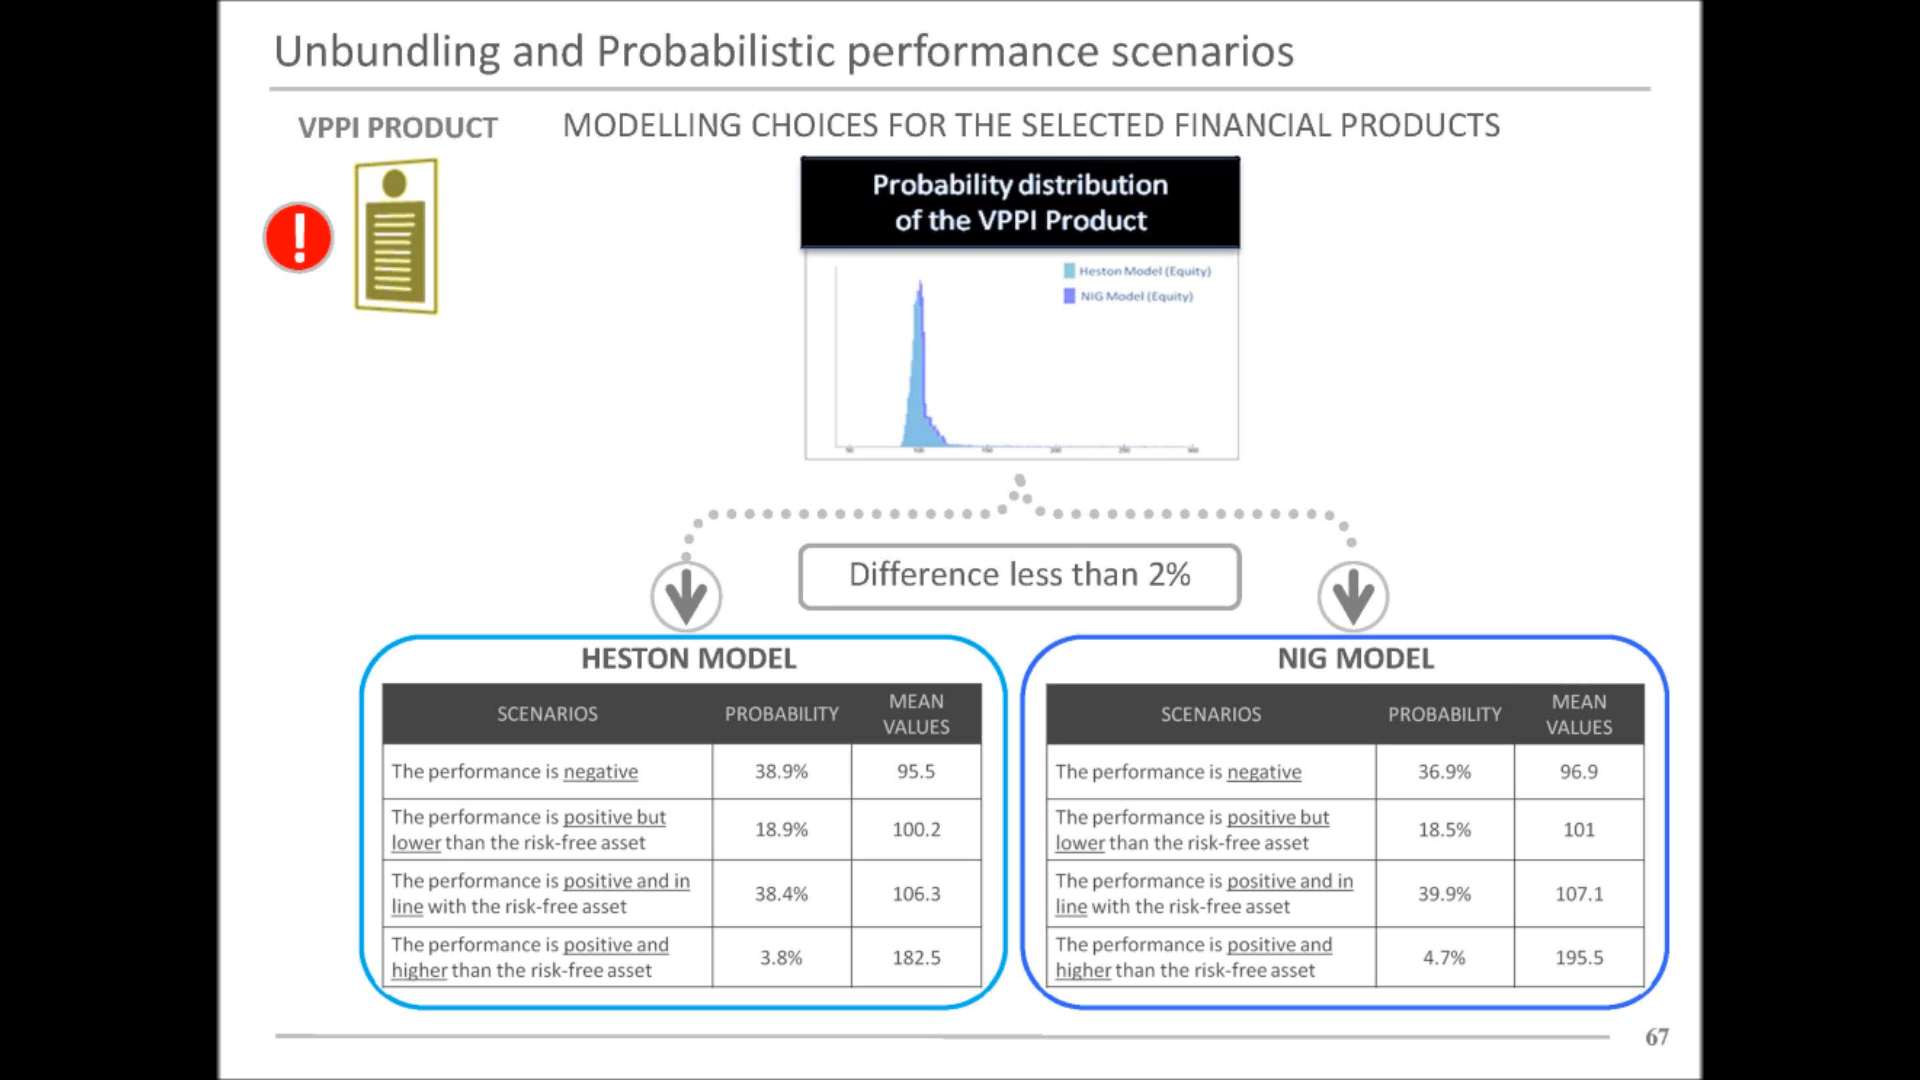 Unbundling and Probabilistic performance scenarios
VPPI PRODUCT
MODELLING CHOICES FOR THE SELECTED FINANCIAL PRODUCTS
!
Probability distribution
of the VPPI Product
Heston Model (Equity)
NIG Model (Equity)
50 100 150 200 250 300
Difference less than 2%
HESTON MODEL
SCENARIOS PROBABILITY MEAN
VALUES
The performance is negative 38.9% 95.5
The performance is positive but
lower than the risk-free asset 18.9% 100.2
The performance is positive and in
line with the risk-free asset 38.4% 106.3
The performance is positive and
higher than the risk-free asset 3.8% 182.5
NIG MODEL
SCENARIOS PROBABILITY MEAN
VALUES
The performance is negative 36.9% 96.9
The performance is positive but
lower than the risk-free asset 18.5% 101
The performance is positive and in
line with the risk-free asset 39.9% 107.1
The performance is positive and
higher than the risk-free asset 4.7% 195.5
67